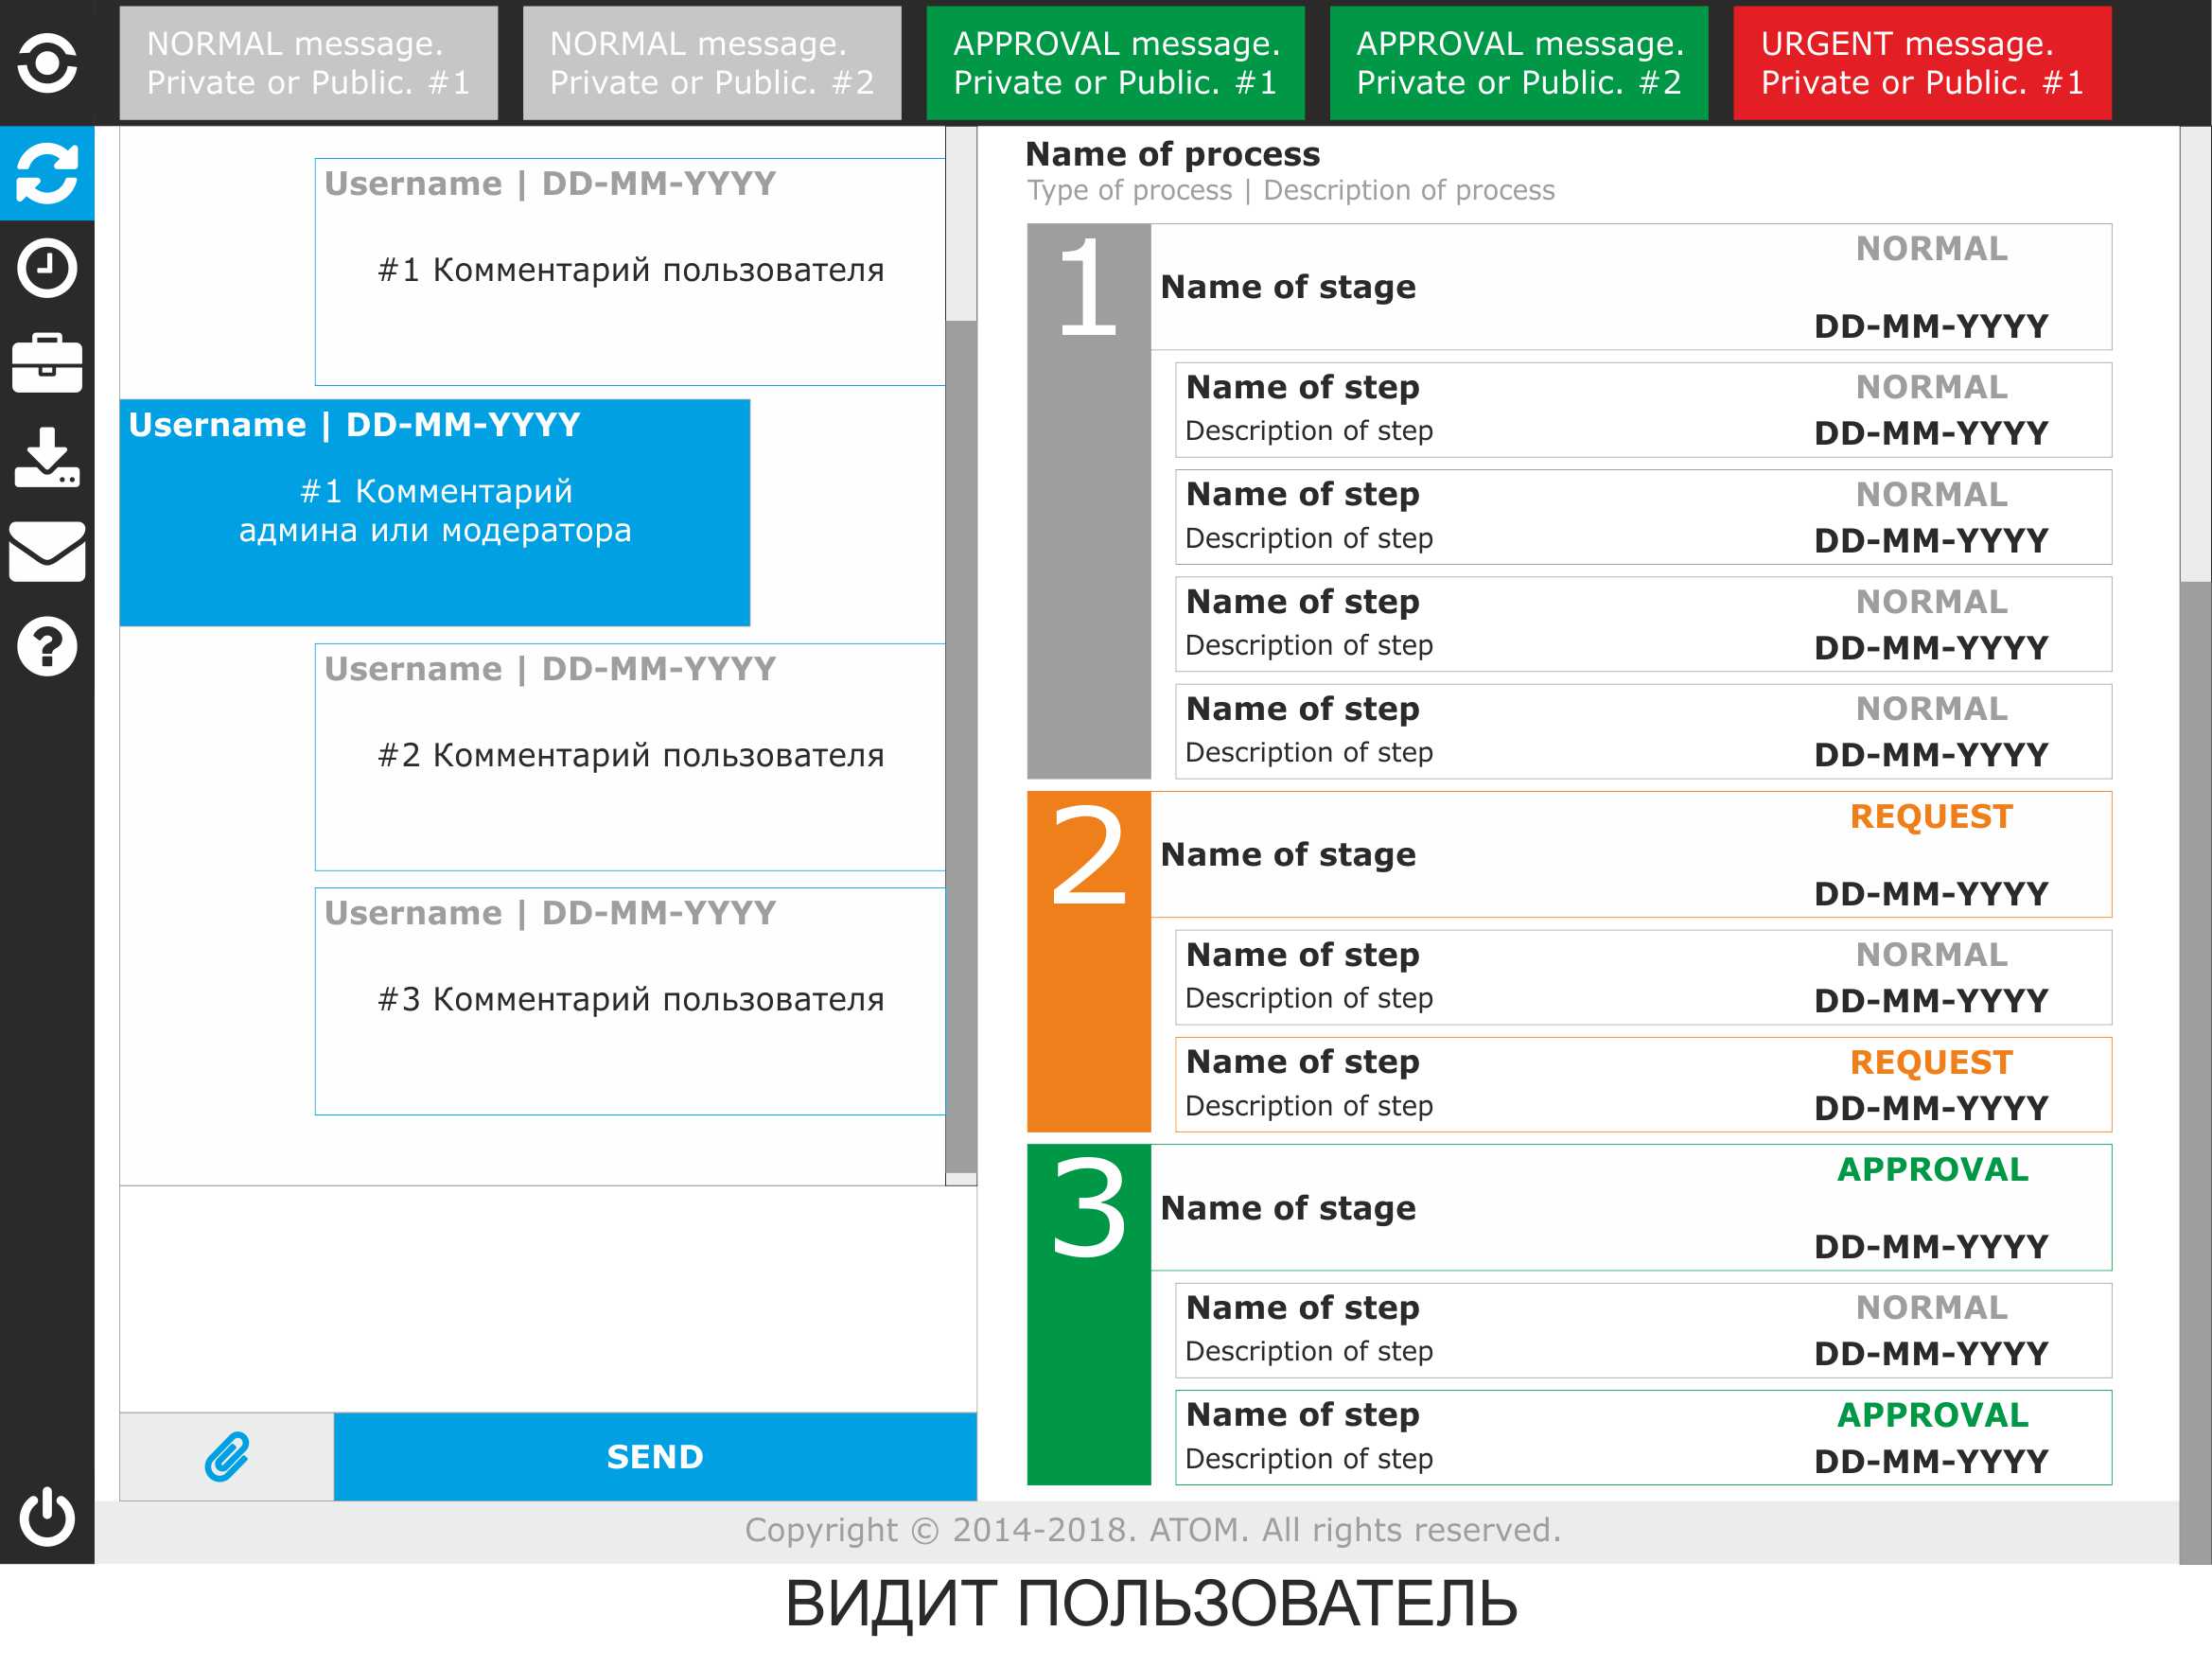 NORMAL message.
Private or Public. #1
NORMAL message.
Private or Public. #2
APPROVAL message.
Private or Public. #1
APPROVAL message.
Private or Public. #2
URGENT message.
Private or Public. #1
Username | DD-MM-YYYY
#1 Комментарий пользователя
Username | DD-MM-YYYY
#1 Комментарий
админа или модератора
Username | DD-MM-YYYY
#2 Комментарий пользователя
Username | DD-MM-YYYY
#3 Комментарий пользователя
SEND
Name of process
Type of process | Description of process
1
Name of stage
NORMAL
DD-MM-YYYY
Name of step
NORMAL
Description of step
DD-MM-YYYY
Name of step
NORMAL
Description of step
DD-MM-YYYY
Name of step
NORMAL
Description of step
DD-MM-YYYY
Name of step
NORMAL
Description of step
DD-MM-YYYY
2
Name of stage
REQUEST
DD-MM-YYYY
Name of step
NORMAL
Description of step
DD-MM-YYYY
Name of step
REQUEST
Description of step
DD-MM-YYYY
3
Name of stage
APPROVAL
DD-MM-YYYY
Name of step
NORMAL
Description of step
DD-MM-YYYY
Name of step
APPROVAL
Description of step
DD-MM-YYYY
Copyright © 2014-2018. ATOM. All rights reserved.
ВИДИТ ПОЛЬЗОВАТЕЛЬ